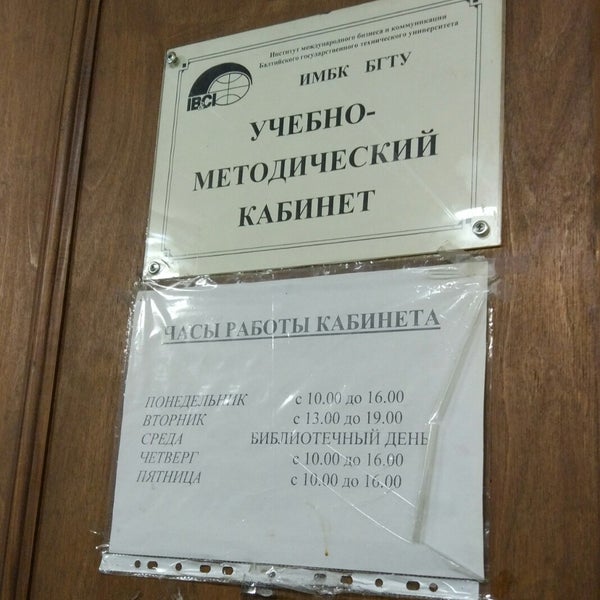 Институт международного бизнеса и коммуникации
Балтийского государственного технического университета
IBCI
ИМБК БГТУ
УЧЕБНО-
МЕТОДИЧЕСКИЙ
КАБИНЕТ
ЧАСЫ РАБОТЫ КАБИНЕТА
ПОНЕДЕЛЬНИК с 10.00 до 16.00
ВТОРНИК с 13.00 до 19.00
СРЕДА БИБЛИОТЕЧНЫЙ ДЕНЬ
ЧЕТВЕРГ с 10.00 до 16.00
ПЯТНИЦА с 10.00 до 16.00